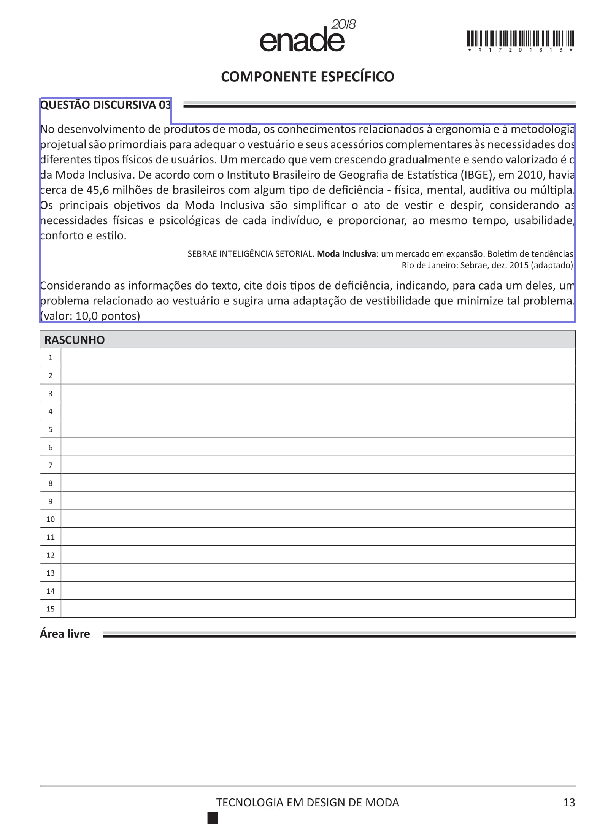 enade 2018
*R13201813*
COMPONENTE ESPECÍFICO
QUESTÃO DISCURSIVA 03
No desenvolvimento de produtos de moda, os conhecimentos relacionados à ergonomia e à metodologia
projetual são primordiais para adequar o vestuário e seus acessórios complementares às necessidades dos
diferentes tipos físicos de usuários. Um mercado que vem crescendo gradualmente e sendo valorizado é o
da Moda Inclusiva. De acordo com o Instituto Brasileiro de Geografia de Estatística (IBGE), em 2010, havia
cerca de 45,6 milhões de brasileiros com algum tipo de deficiência - física, mental, auditiva ou múltipla.
Os principais objetivos da Moda Inclusiva são simplificar o ato de vestir e despir, considerando as
necessidades físicas e psicológicas de cada indivíduo, e proporcionar, ao mesmo tempo, usabilidade,
conforto e estilo.
SEBRAE INTELIGÊNCIA SETORIAL. Moda Inclusiva: um mercado em expansão. Boletim de tendências.
Rio de Janeiro: Sebrae, dez. 2015 (adaptado).
Considerando as informações do texto, cite dois tipos de deficiência, indicando, para cada um deles, um
problema relacionado ao vestuário e sugira uma adaptação de vestibilidade que minimize tal problema.
(valor: 10,0 pontos)
RASCUNHO
1
2
3
4
5
6
7
8
9
10
11
12
13
14
15
Área livre
TECNOLOGIA EM DESIGN DE MODA
13